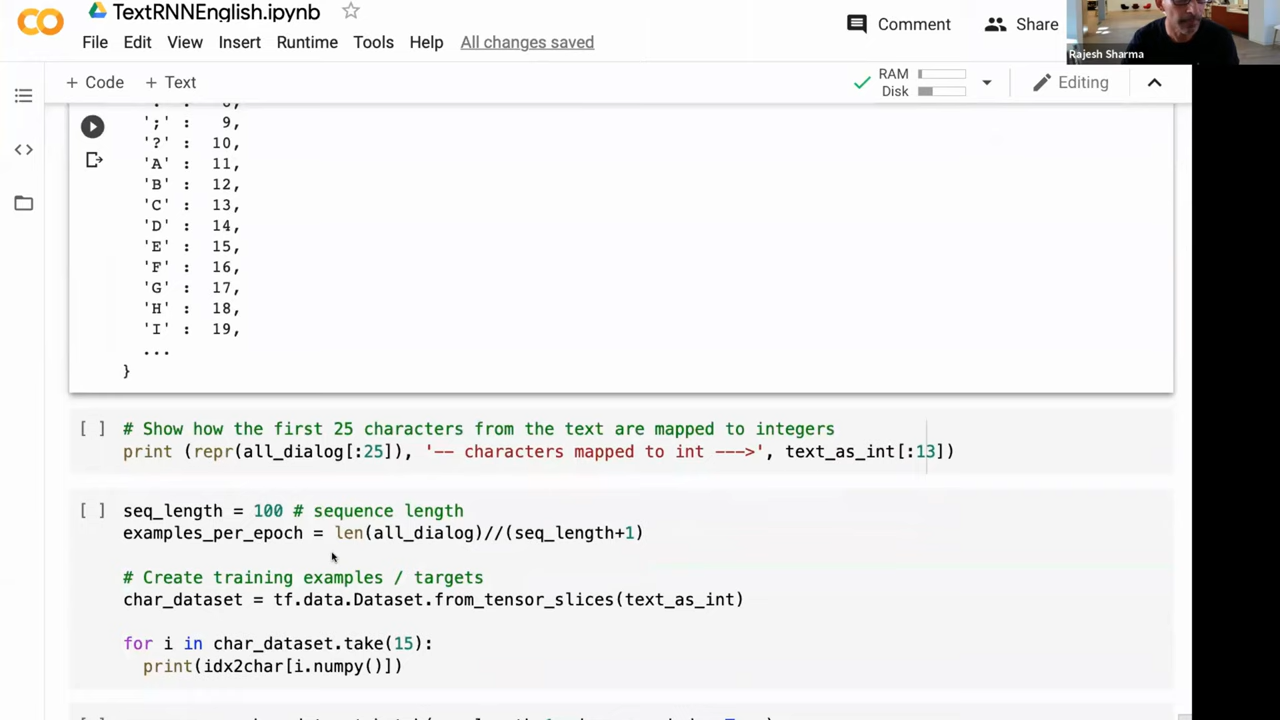 TextRNNEnglish.ipynb
Comment
Share
Rajesh Sharma
File Edit View Insert Runtime Tools Help All changes saved
+ Code + Text
RAM
Disk
Editing
';' : 9,
'?' : 10,
'A' : 11,
'B' : 12,
'C' : 13,
'D' : 14,
'E' : 15,
'F' : 16,
'G' : 17,
'H' : 18,
'I' : 19,
...
}
[ ] # Show how the first 25 characters from the text are mapped to integers
print (repr(all_dialog[:25]), '-- characters mapped to int --->', text_as_int[:13])
[ ] seq_length = 100 # sequence length
examples_per_epoch = len(all_dialog)//(seq_length+1)
# Create training examples / targets
char_dataset = tf.data.Dataset.from_tensor_slices(text_as_int)
for i in char_dataset.take(15):
print(idx2char[i.numpy()])